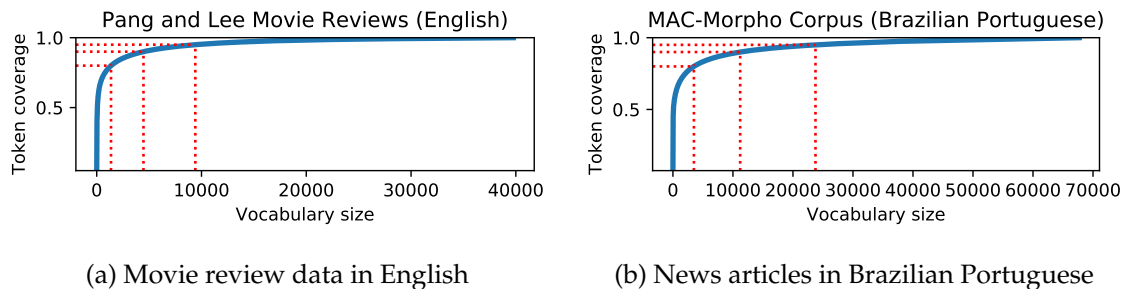 Pang and Lee Movie Reviews (English)
Token coverage
1.0
0.5
0 10000 20000 30000 40000
Vocabulary size
(a) Movie review data in English
MAC-Morpho Corpus (Brazilian Portuguese)
Token coverage
1.0
0.5
0 10000 20000 30000 40000 50000 60000 70000
Vocabulary size
(b) News articles in Brazilian Portuguese